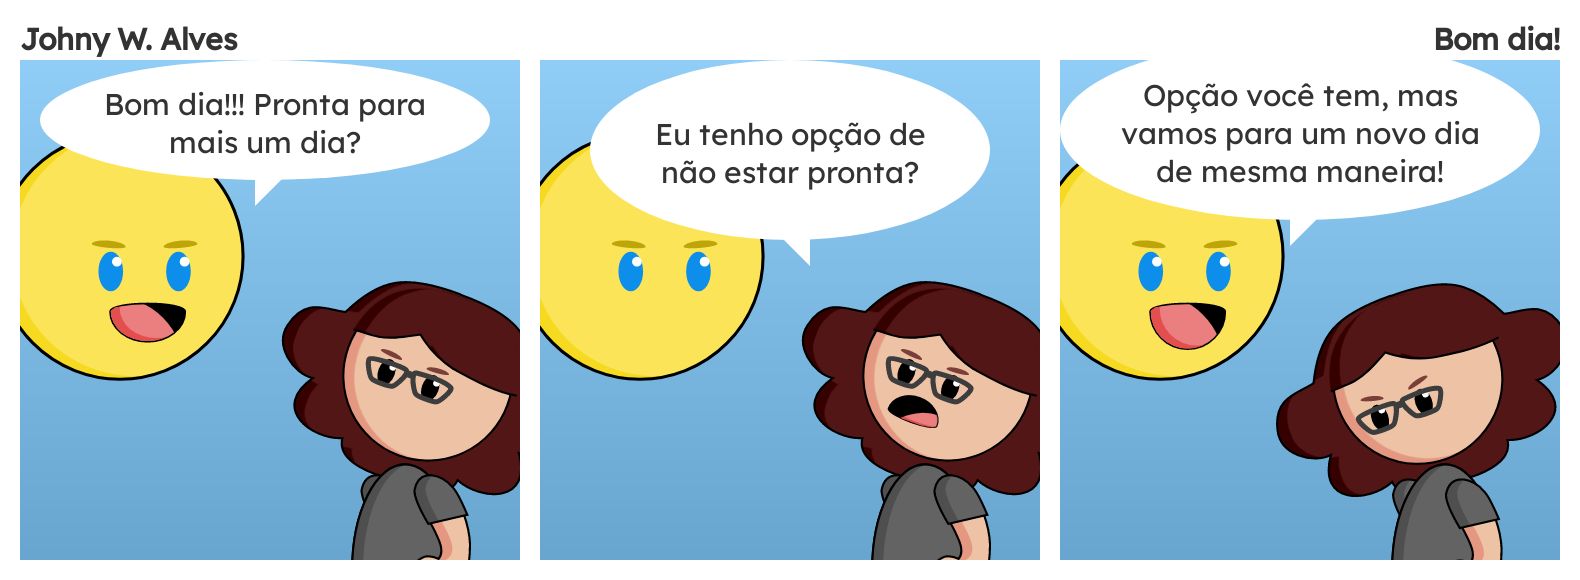 Johny W. Alves
Bom dia!
Bom dia!!! Pronta para
mais um dia?
Eu tenho opção de
não estar pronta?
Opção você tem, mas
vamos para um novo dia
de mesma maneira!